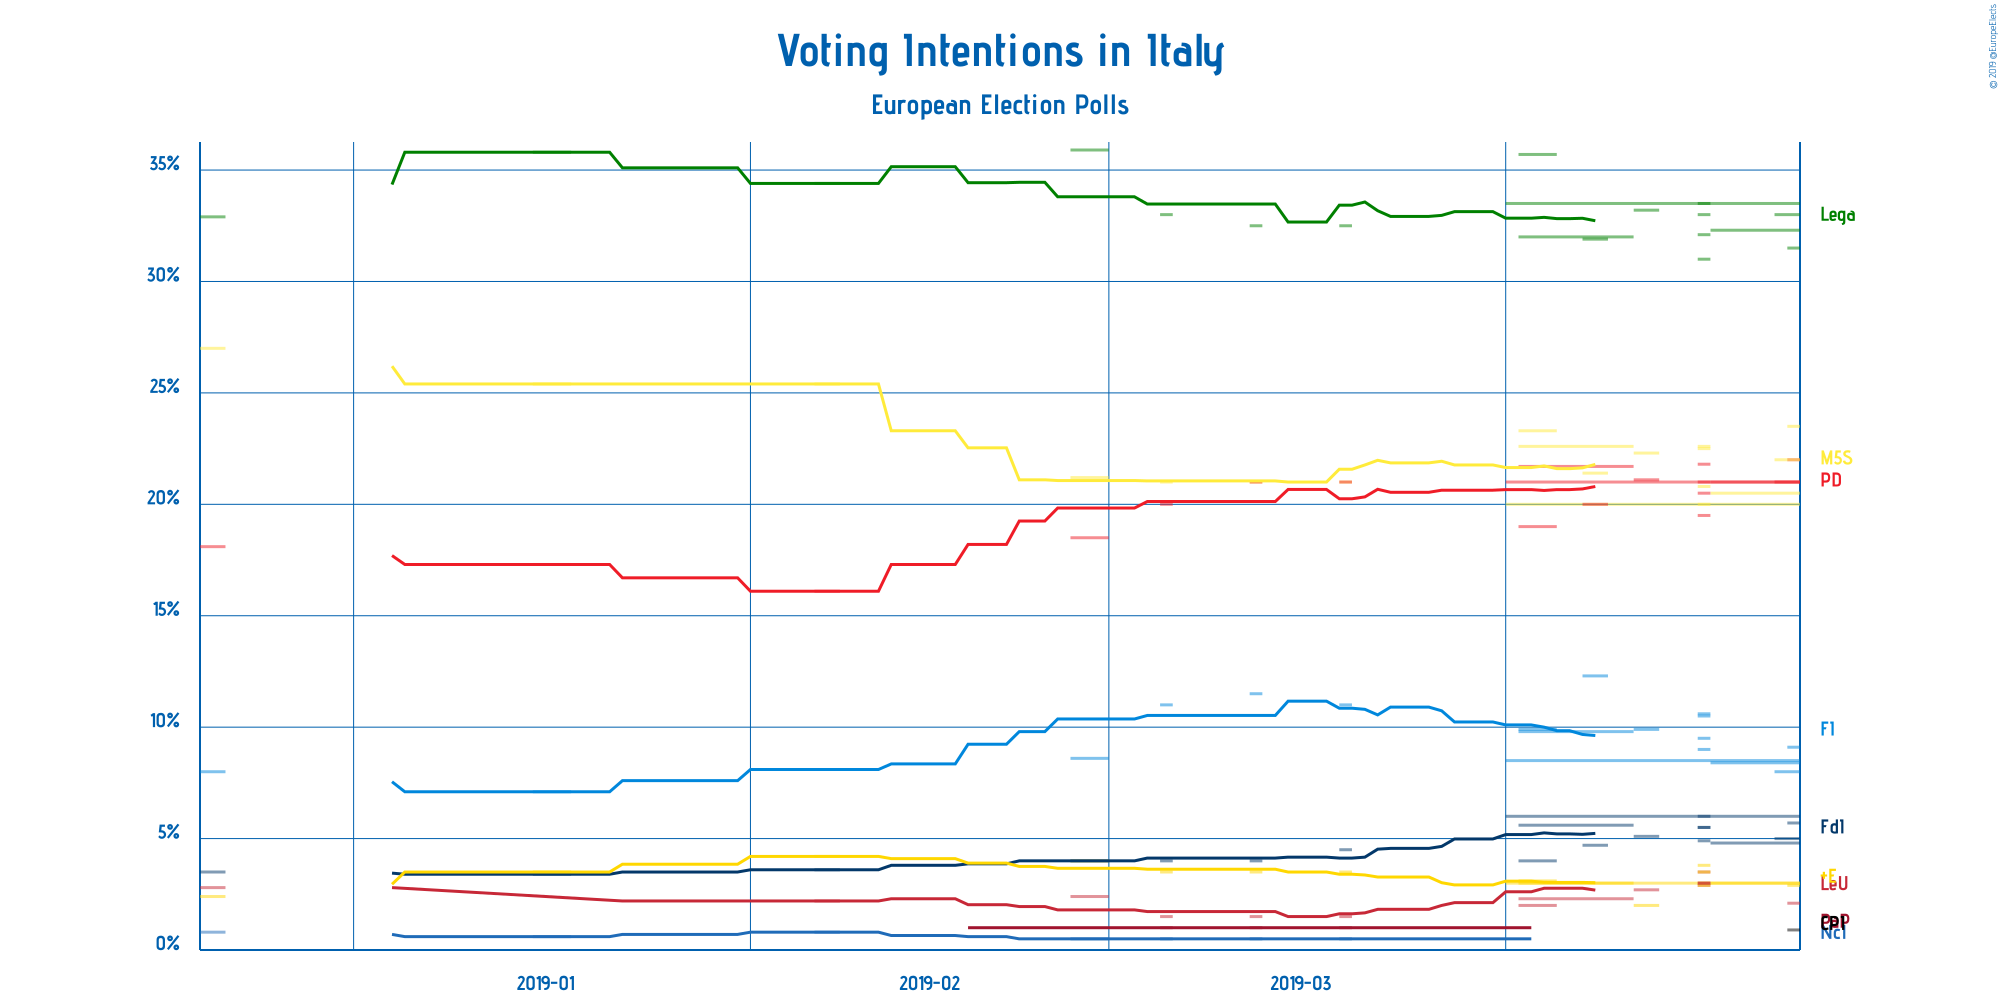 © 2019 @EuropeElects
Voting Intentions in Italy
European Election Polls
35%
30%
25%
20%
15%
10%
5%
0%
Lega
M5S
PD
FI
FdI
+E
LeU
NcI
2019-01
2019-02
2019-03